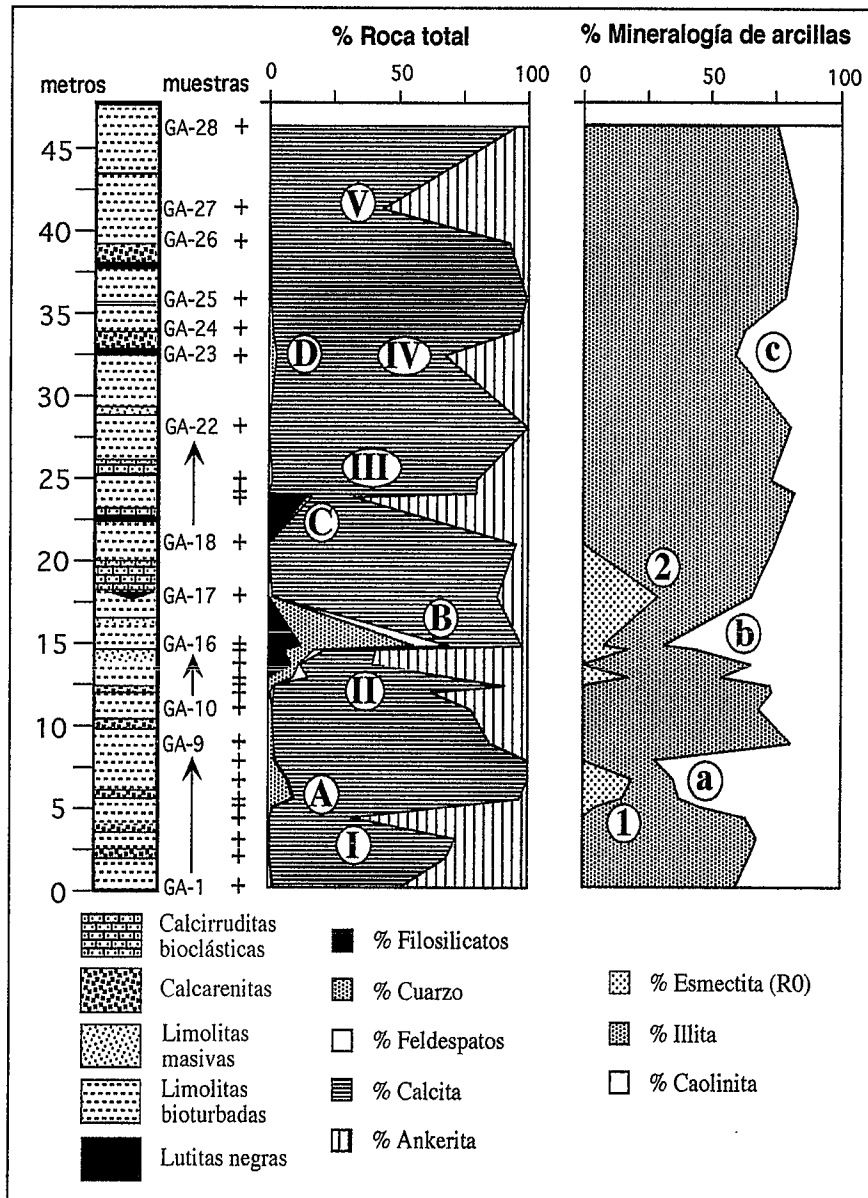 % Roca total
% Mineralogía de arcillas
metros
muestras
0
50
100
0
50
100
45
40
35
30
25
20
15
10
5
0
GA-28
GA-27
GA-26
GA-25
GA-24
GA-23
GA-22
GA-18
GA-17
GA-16
GA-10
GA-9
GA-1
V
D
IV
III
C
B
II
A
I
c
2
b
a
1
Calcirruditas
bioclásticas
Calcarenitas
Limolitas
masivas
Limolitas
bioturbadas
Lutitas negras
% Filosilicatos
% Cuarzo
% Feldespatos
% Calcita
% Ankerita
% Esmectita (R0)
% Illita
% Caolinita